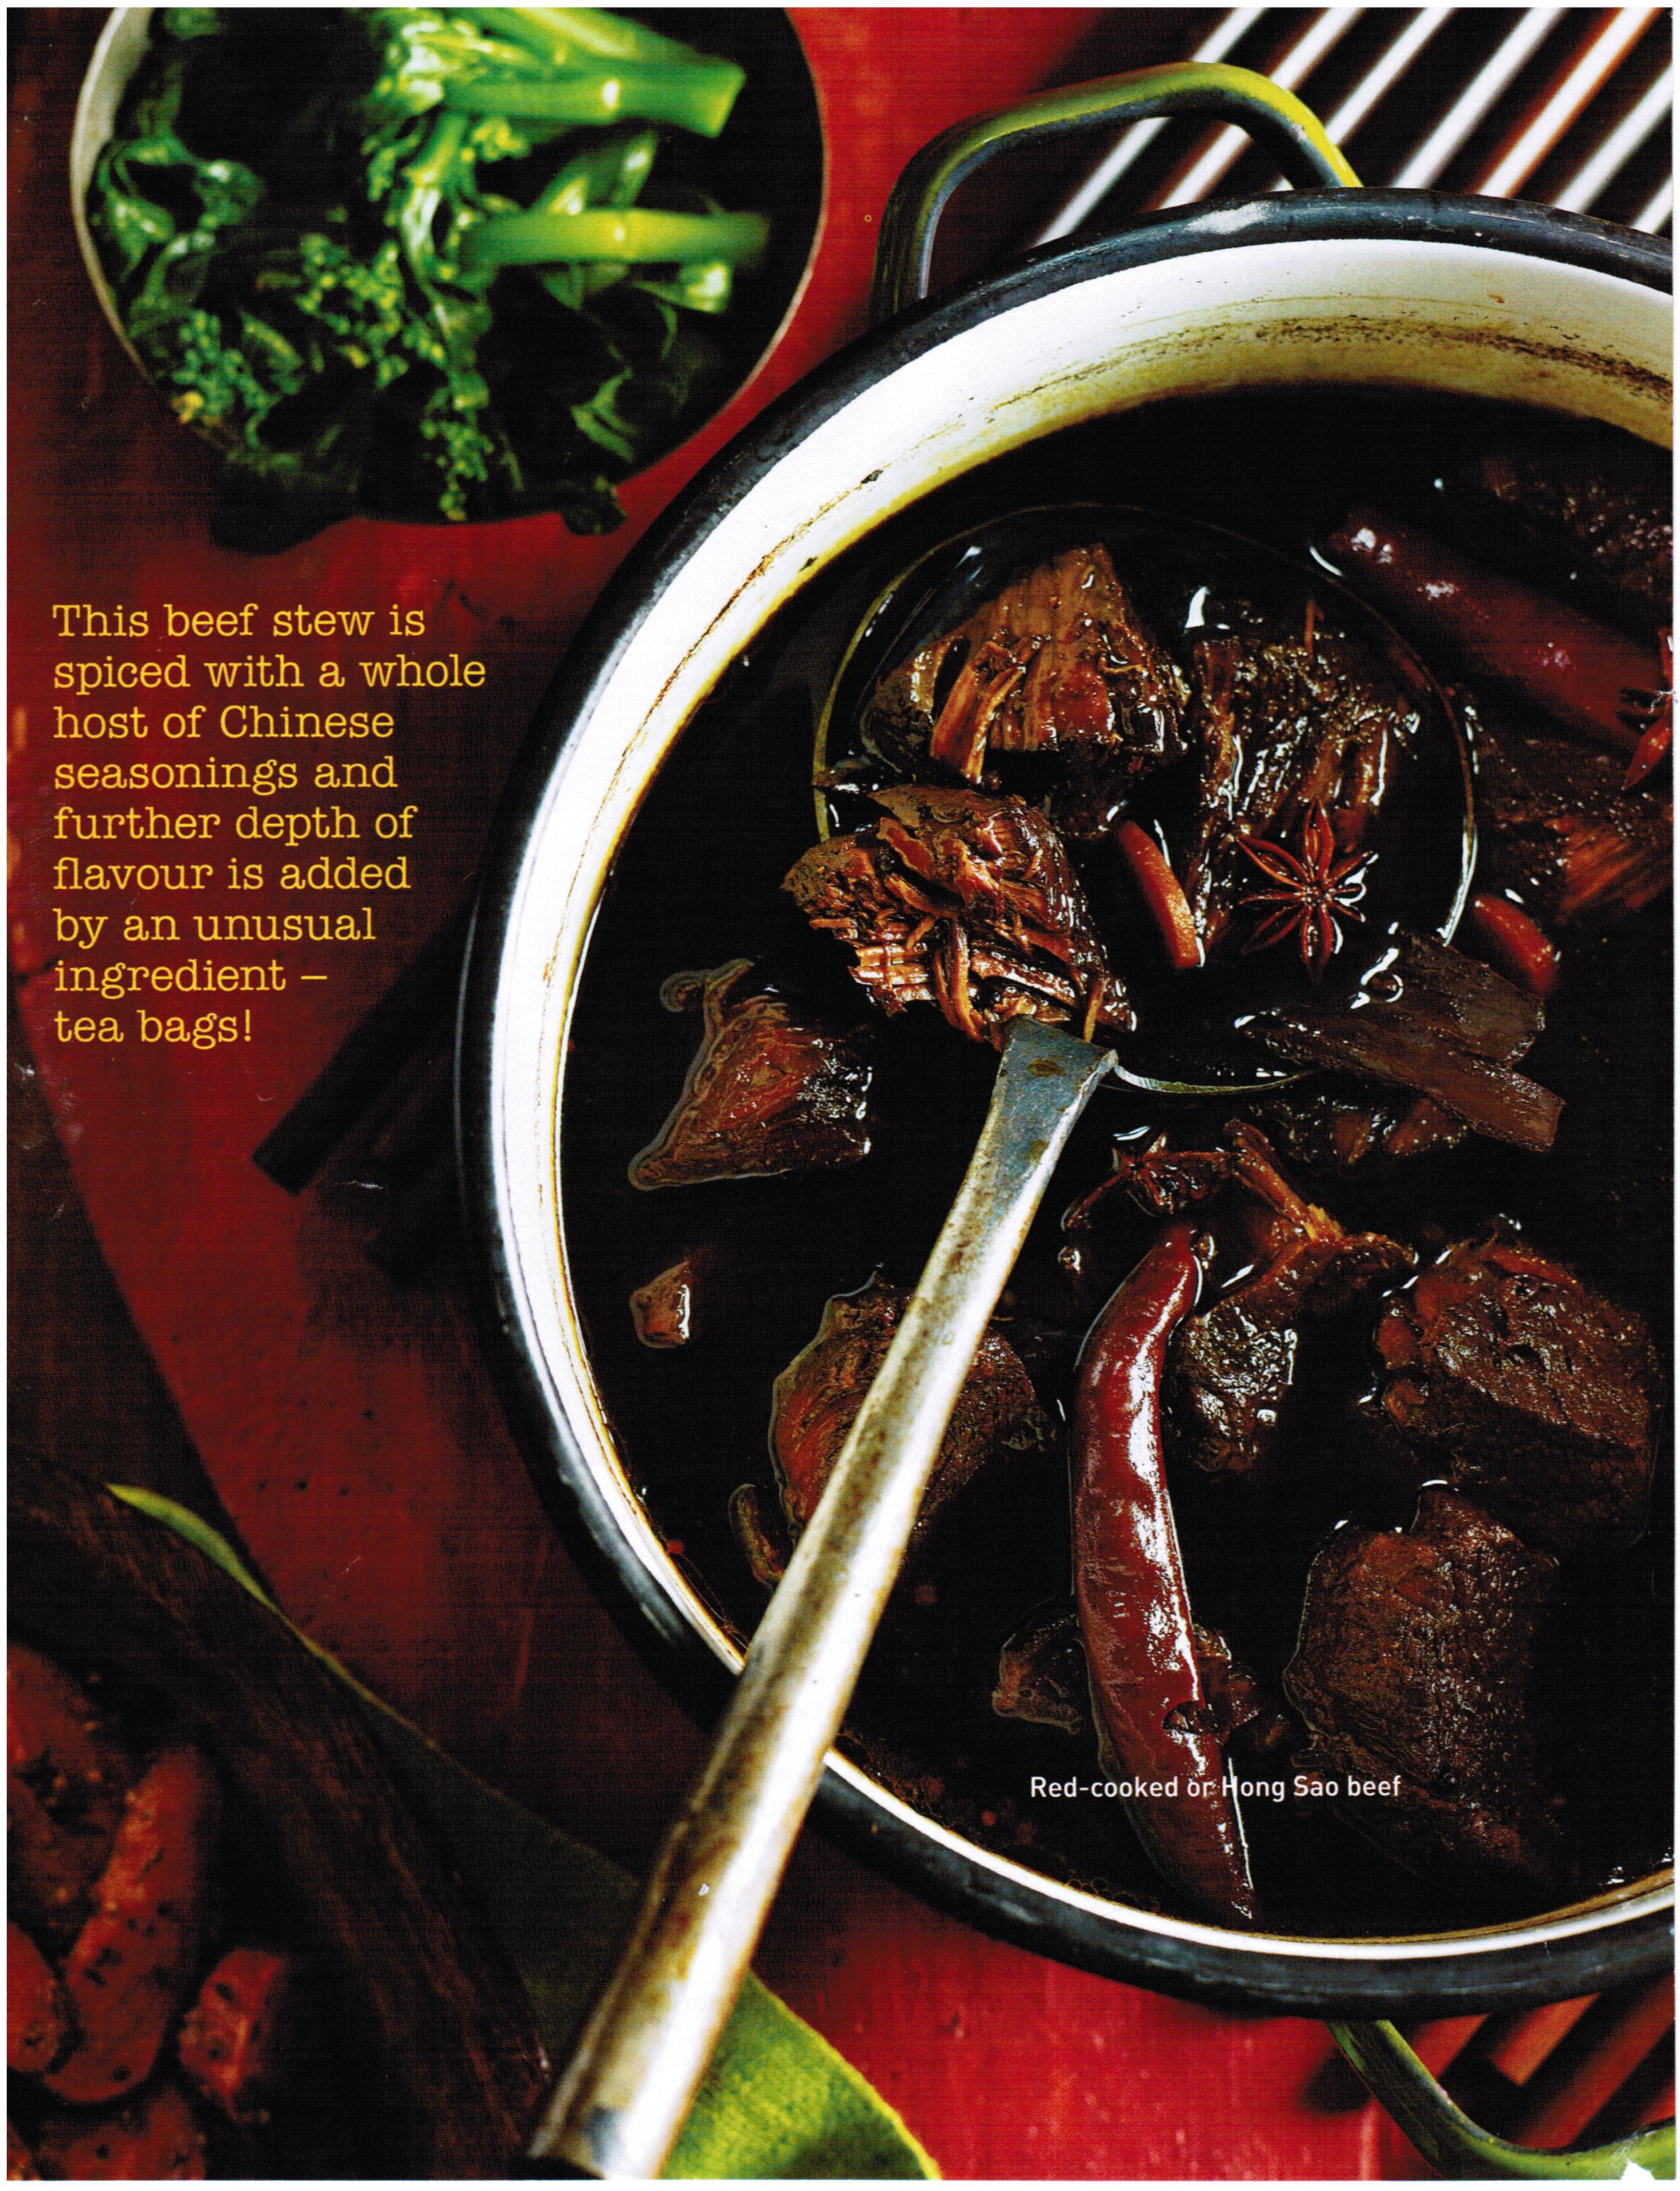 This beef stew is
spiced with a whole
host of Chinese
seasonings and
further depth of
flavour is added
by an unusual
ingredient –
tea bags!
Red-cooked or Hong Sao beef